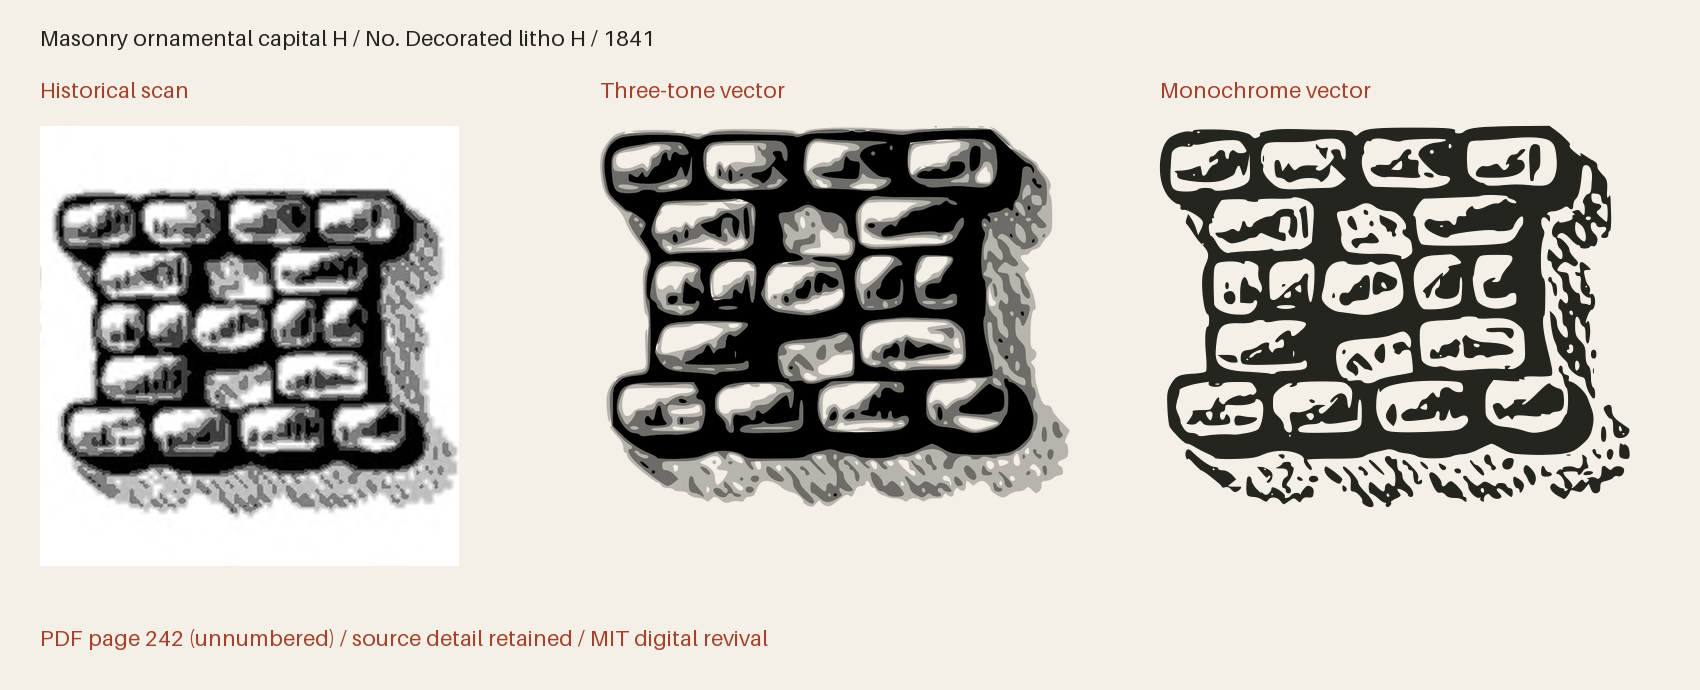 Masonry ornamental capital H / No. Decorated litho H / 1841
Historical scan
Three-tone vector
Monochrome vector
PDF page 242 (unnumbered) / source detail retained / MIT digital revival